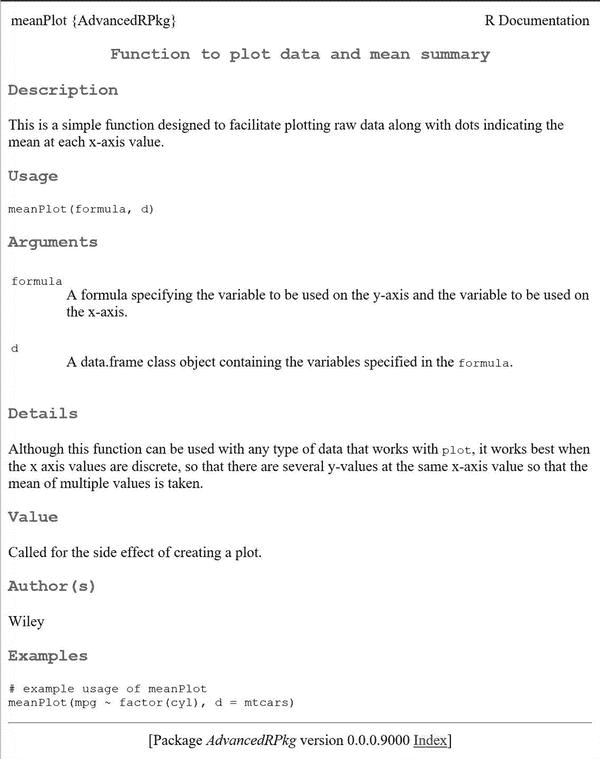 meanPlot {AdvancedRPkg} R Documentation
Function to plot data and mean summary
Description
This is a simple function designed to facilitate plotting raw data along with dots indicating the
mean at each x-axis value.
Usage
meanPlot(formula, d)
Arguments
formula
A formula specifying the variable to be used on the y-axis and the variable to be used on
the x-axis.
d
A data.frame class object containing the variables specified in the formula.
Details
Although this function can be used with any type of data that works with plot, it works best when
the x axis values are discrete, so that there are several y-values at the same x-axis value so that the
mean of multiple values is taken.
Value
Called for the side effect of creating a plot.
Author(s)
Wiley
Examples
# example usage of meanPlot
meanPlot(mpg ~ factor(cyl), d = mtcars)
[Package AdvancedRPkg version 0.0.0.9000 Index]